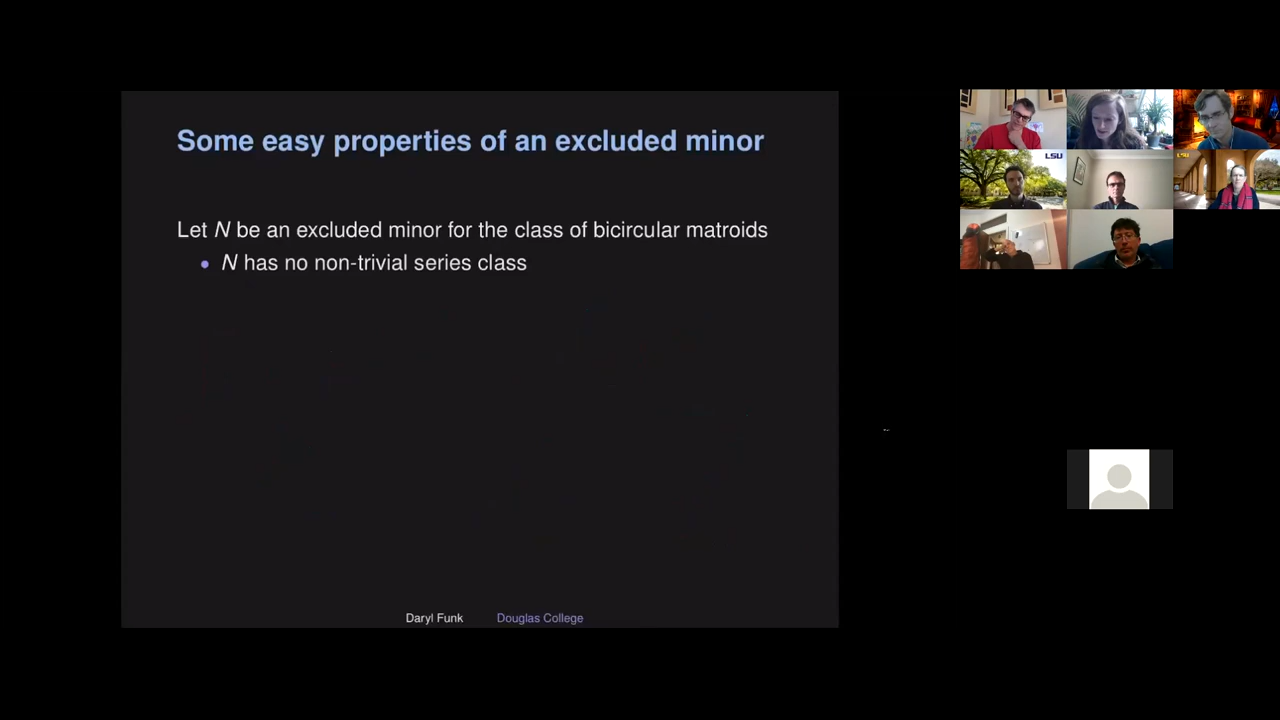 Some easy properties of an excluded minor
Let N be an excluded minor for the class of bicircular matroids
• N has no non-trivial series class
Daryl Funk Douglas College
LSU
LSU